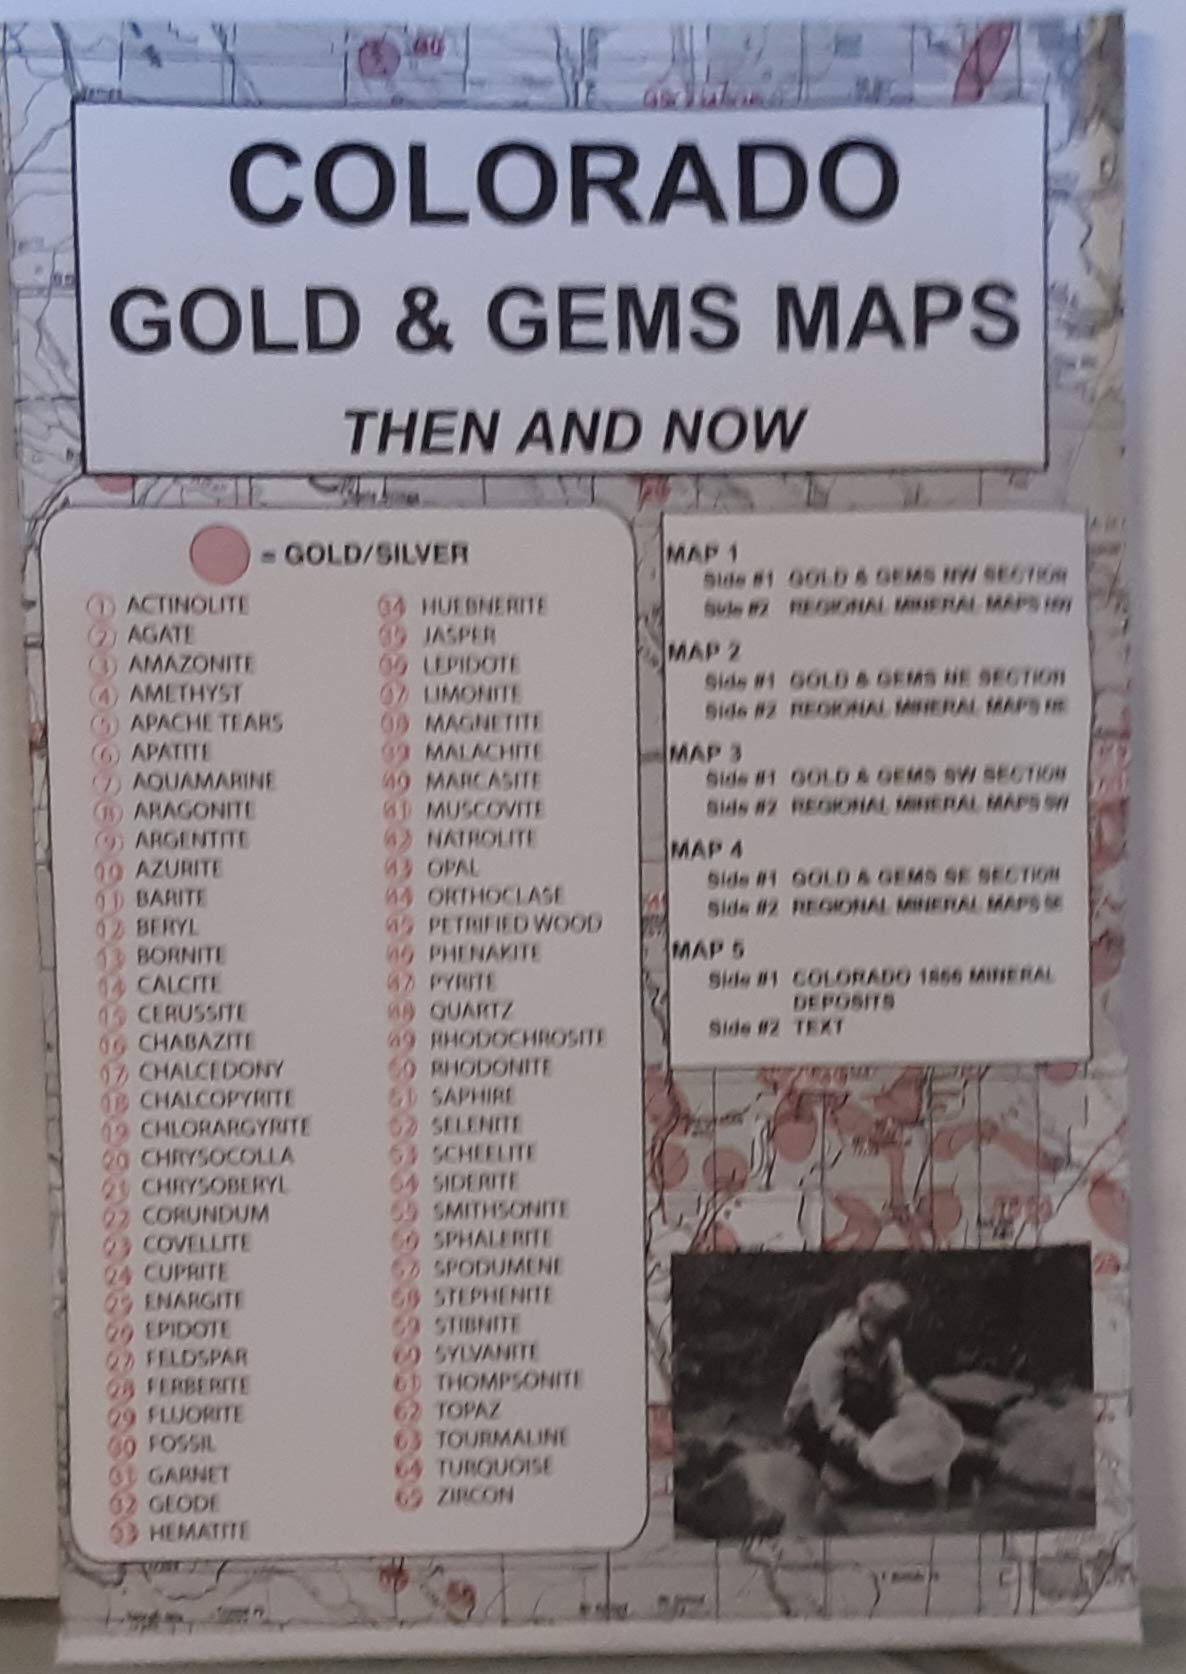 COLORADO
GOLD & GEMS MAPS
THEN AND NOW
= GOLD/SILVER
1 ACTINOLITE
2 AGATE
3 AMAZONITE
4 AMETHYST
5 APACHE TEARS
6 APATITE
7 AQUAMARINE
8 ARAGONITE
9 ARGENTITE
10 AZURITE
11 BARITE
12 BERYL
13 BORNITE
14 CALCITE
15 CERUSSITE
16 CHABAZITE
17 CHALCEDONY
18 CHALCOPYRITE
19 CHLORARGYRITE
20 CHRYSOCOLLA
21 CHRYSOBERYL
22 CORUNDUM
23 COVELLITE
24 CUPRITE
25 ENARGITE
26 EPIDOTE
27 FELDSPAR
28 FERBERITE
29 FLUORITE
30 FOSSIL
31 GARNET
32 GEODE
33 HEMATITE
34 HUEBNERITE
35 JASPER
36 LEPIDOTE
37 LIMONITE
38 MAGNETITE
39 MALACHITE
40 MARCASITE
41 MUSCOVITE
42 NATROLITE
43 OPAL
44 ORTHOCLASE
45 PETRIFIED WOOD
46 PHENAKITE
47 PYRITE
48 QUARTZ
49 RHODOCHROSITE
50 RHODONITE
51 SAPHIRE
52 SELENITE
53 SCHEELITE
54 SIDERITE
55 SMITHSONITE
56 SPHALERITE
57 SPODUMENE
58 STEPHENITE
59 STIBNITE
60 SYLVANITE
61 THOMPSONITE
62 TOPAZ
63 TOURMALINE
64 TURQUOISE
65 ZIRCON
MAP 1
Side #1 GOLD & GEMS NW SECTION
Side #2 REGIONAL MINERAL MAPS NW
MAP 2
Side #1 GOLD & GEMS NE SECTION
Side #2 REGIONAL MINERAL MAPS NE
MAP 3
Side #1 GOLD & GEMS SW SECTION
Side #2 REGIONAL MINERAL MAPS SW
MAP 4
Side #1 GOLD & GEMS SE SECTION
Side #2 REGIONAL MINERAL MAPS SE
MAP 5
Side #1 COLORADO 1866 MINERAL
DEPOSITS
Side #2 TEXT